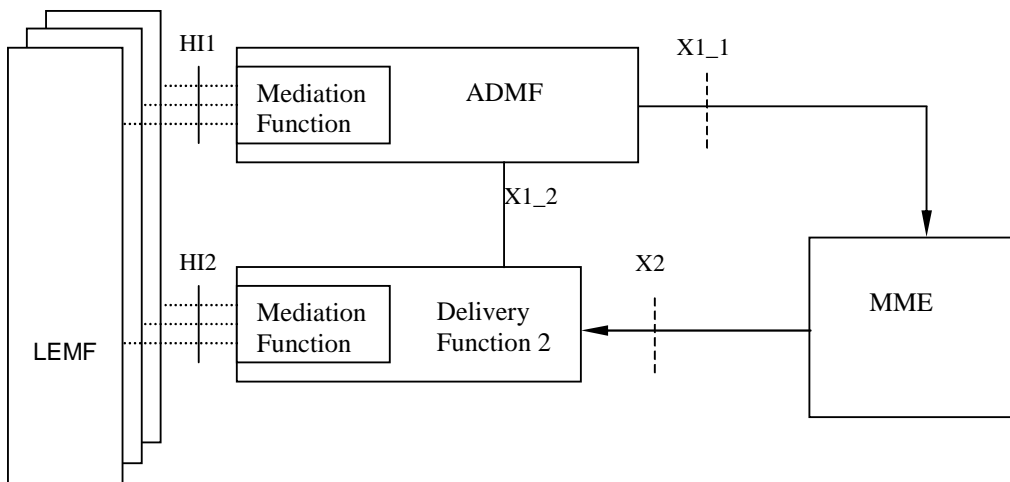 HI1
X1_1
Mediation
Function
ADMF
X1_2
HI2
X2
Mediation
Function
Delivery
Function 2
MME
LEMF